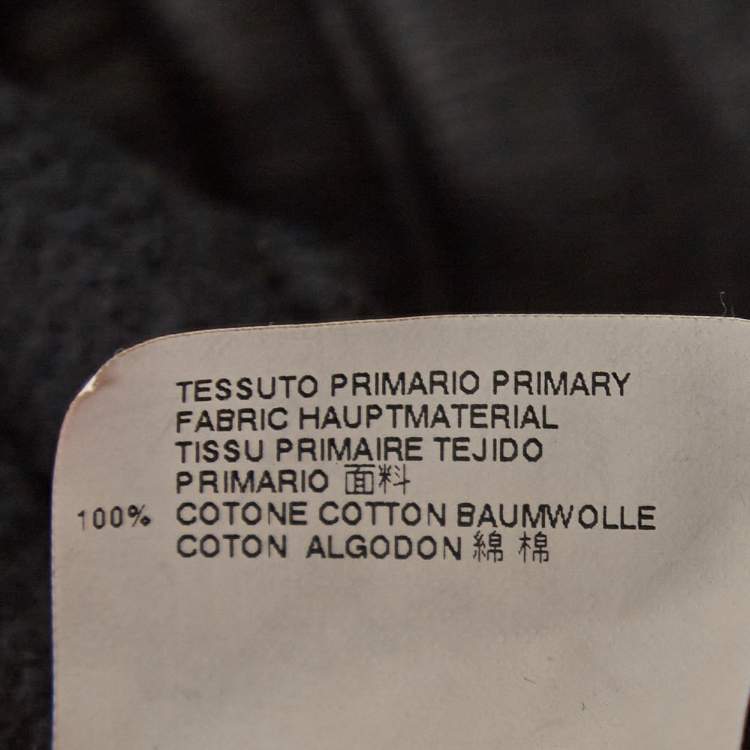 TESSUTO PRIMARIO PRIMARY
FABRIC HAUPTMATERIAL
TISSU PRIMAIRE TEJIDO
PRIMARIO 面料
100% COTONE COTTON BAUMWOLLE
COTON ALGODON 綿 棉